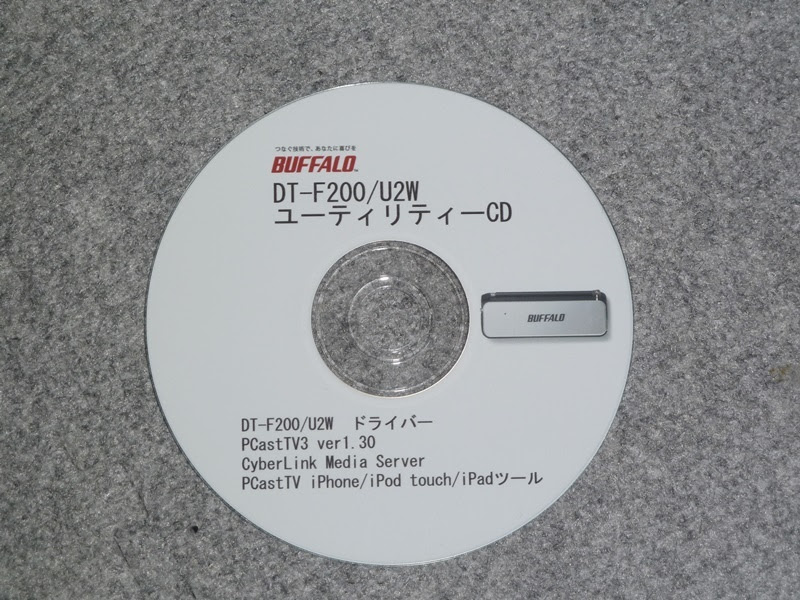 つなぐ技術で、あなたに喜びを
BUFFALO™
DT-F200/U2W
ユーティリティーCD
BUFFALO
DT-F200/U2W ドライバー
PCastTV3 ver1.30
CyberLink Media Server
PCastTV iPhone/iPod touch/iPadツール